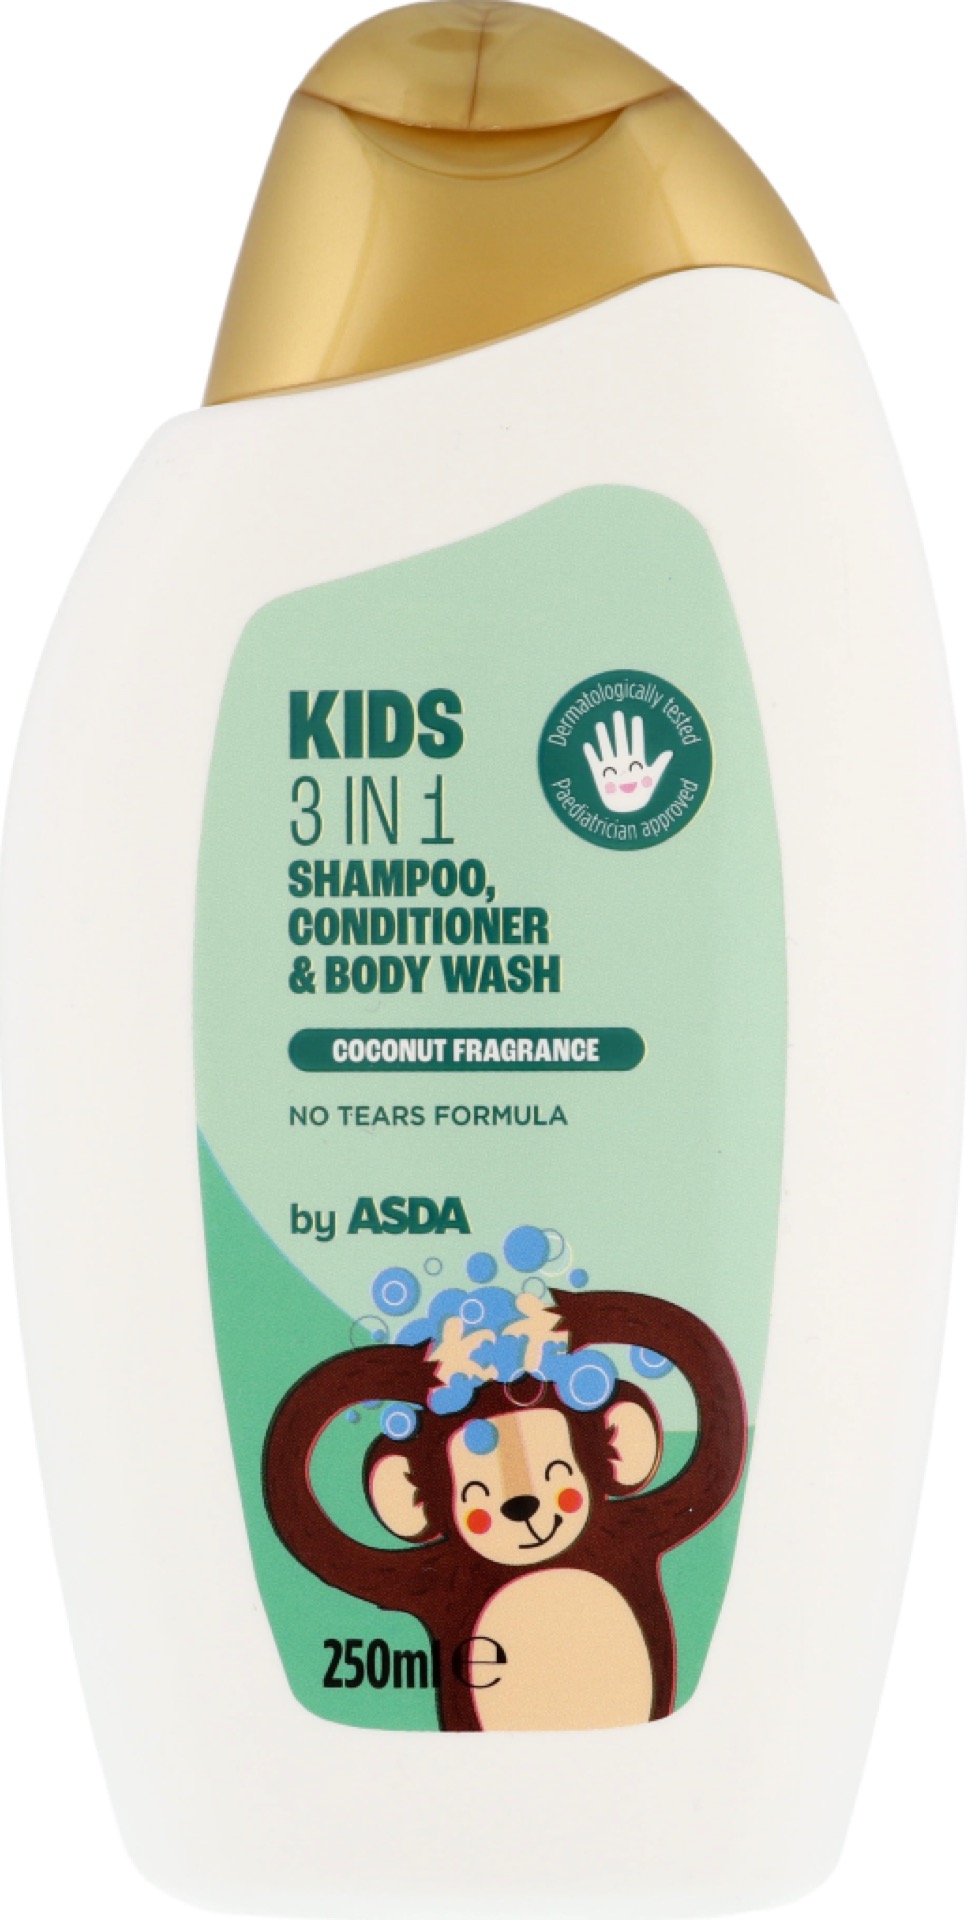 KIDS
3 IN 1
SHAMPOO,
CONDITIONER
& BODY WASH
Dermatologically tested
Paediatrician approved
COCONUT FRAGRANCE
NO TEARS FORMULA
by ASDA
250ml e